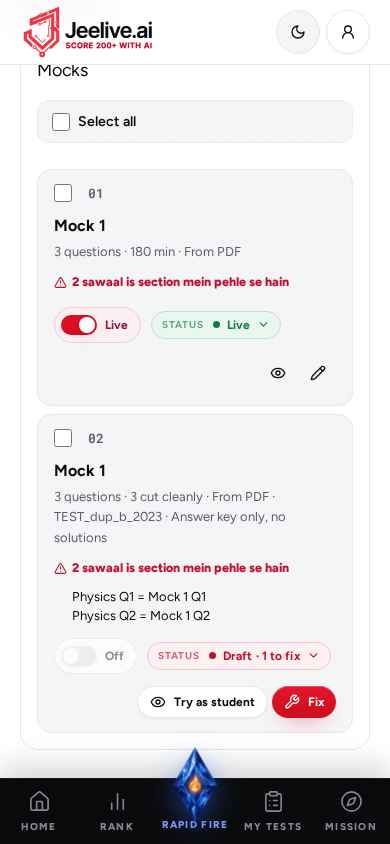 Jeelive.ai
SCORE 200+ WITH AI
Mocks
Select all
01
Mock 1
3 questions · 180 min · From PDF
2 sawaal is section mein pehle se hain
Live
STATUS Live
02
Mock 1
3 questions · 3 cut cleanly · From PDF ·
TEST_dup_b_2023 · Answer key only, no
solutions
2 sawaal is section mein pehle se hain
Physics Q1 = Mock 1 Q1
Physics Q2 = Mock 1 Q2
Off
STATUS Draft · 1 to fix
Try as student
Fix
HOME
RANK
RAPID FIRE
MY TESTS
MISSION